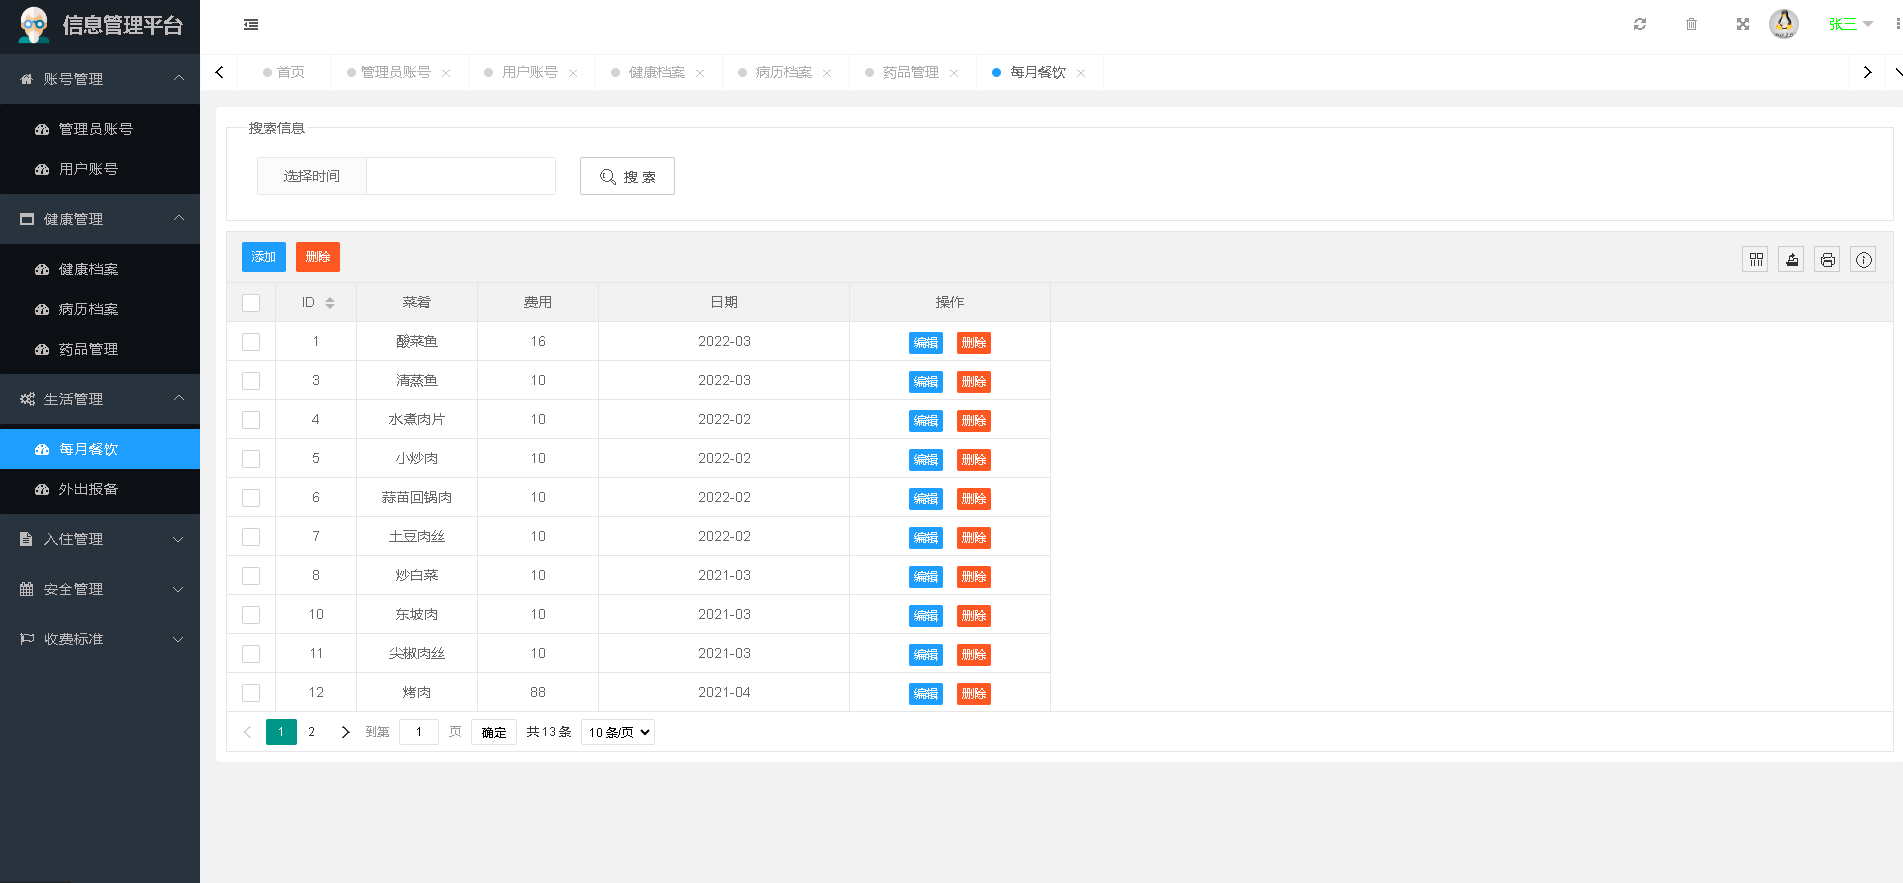 信息管理平台
张三
账号管理
管理员账号
用户账号
健康管理
健康档案
病历档案
药品管理
生活管理
每月餐饮
外出报备
入住管理
安全管理
收费标准
首页 管理员账号 用户账号 健康档案 病历档案 药品管理 每月餐饮
搜索信息
选择时间 搜 索
添加 删除
ID 菜肴 费用 日期 操作
1 酸菜鱼 16 2022-03 编辑 删除
3 清蒸鱼 10 2022-03 编辑 删除
4 水煮肉片 10 2022-02 编辑 删除
5 小炒肉 10 2022-02 编辑 删除
6 蒜苗回锅肉 10 2022-02 编辑 删除
7 土豆肉丝 10 2022-02 编辑 删除
8 炒白菜 10 2021-03 编辑 删除
10 东坡肉 10 2021-03 编辑 删除
11 尖椒肉丝 10 2021-03 编辑 删除
12 烤肉 88 2021-04 编辑 删除
1 2 到第 1 页 确定 共 13 条 10 条/页